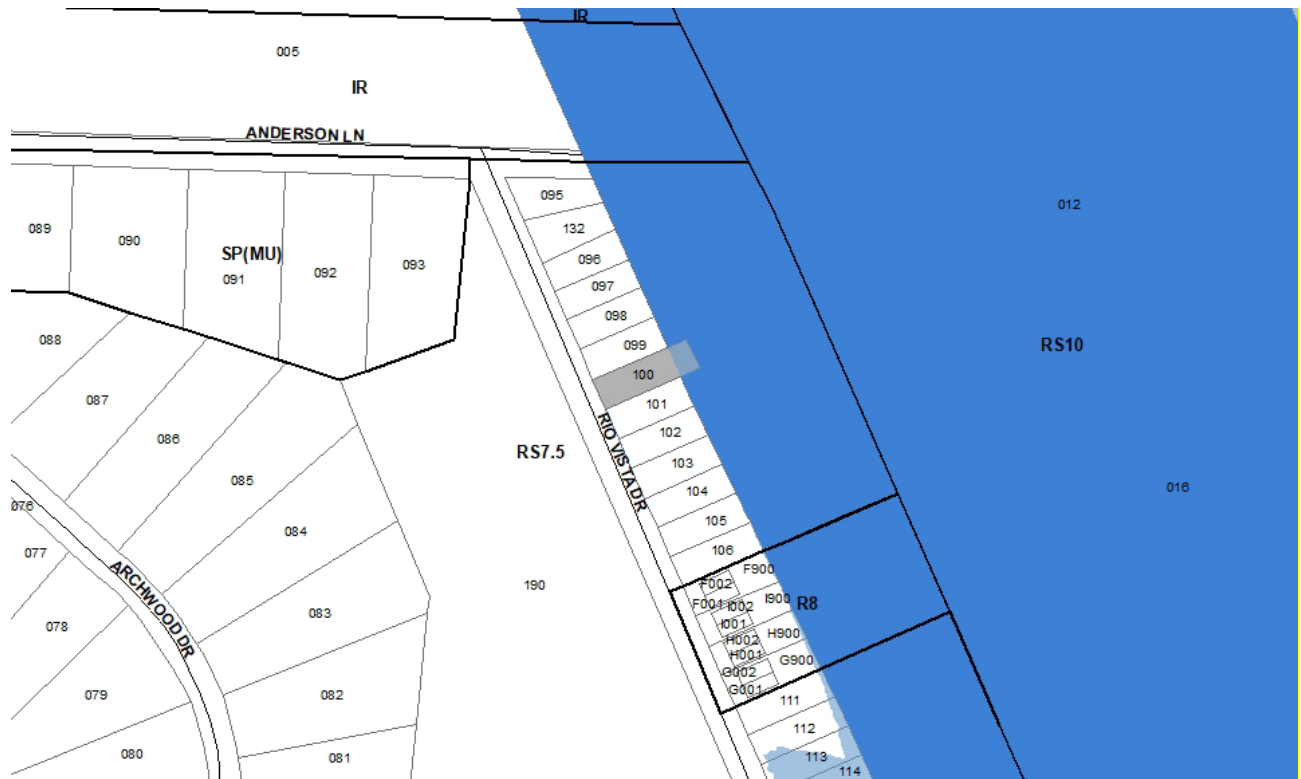 IR
005
IR
ANDERSON LN
095
012
089
090
SP(MU)
091
092
093
132
096
097
098
099
100
101
102
103
104
105
106
088
087
086
085
084
083
082
081
RS10
RS7.5
RIO VISTA DR
016
076
077
078
079
080
ARCHWOOD DR
190
F900
F002
F001
I900
I002
I001
R8
H900
H002
H001
G900
G002
G001
111
112
113
114